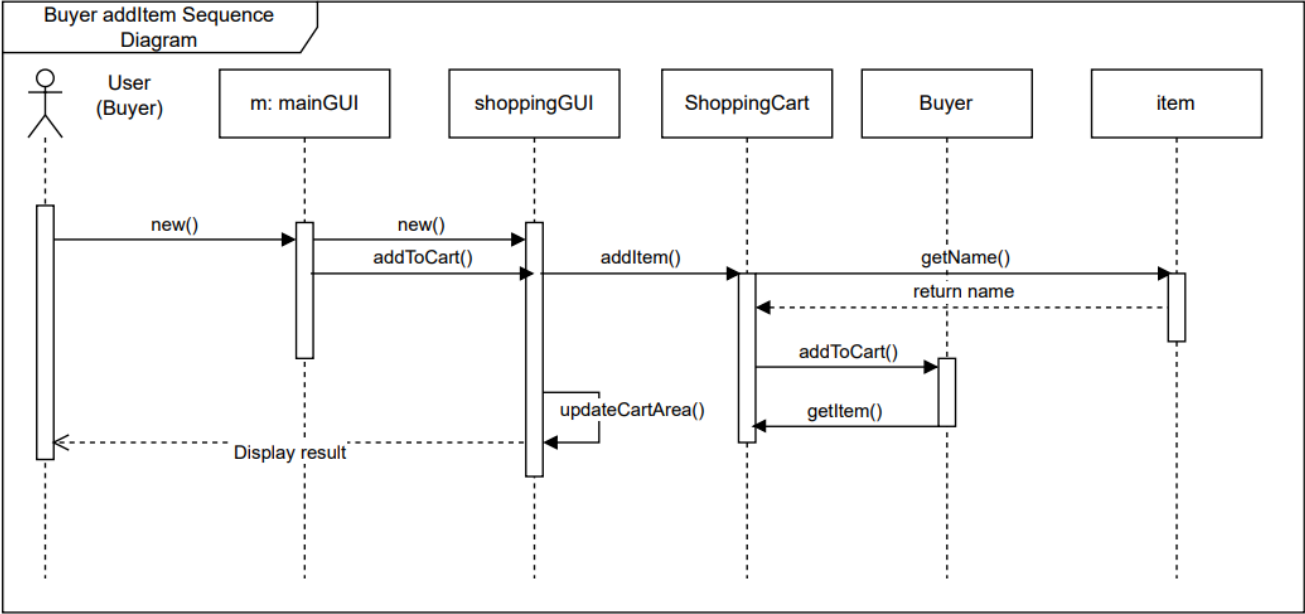 Buyer addItem Sequence
Diagram
User
(Buyer)
m: mainGUI
shoppingGUI
ShoppingCart
Buyer
item
new()
new()
addToCart()
addItem()
getName()
return name
addToCart()
updateCartArea()
getItem()
Display result